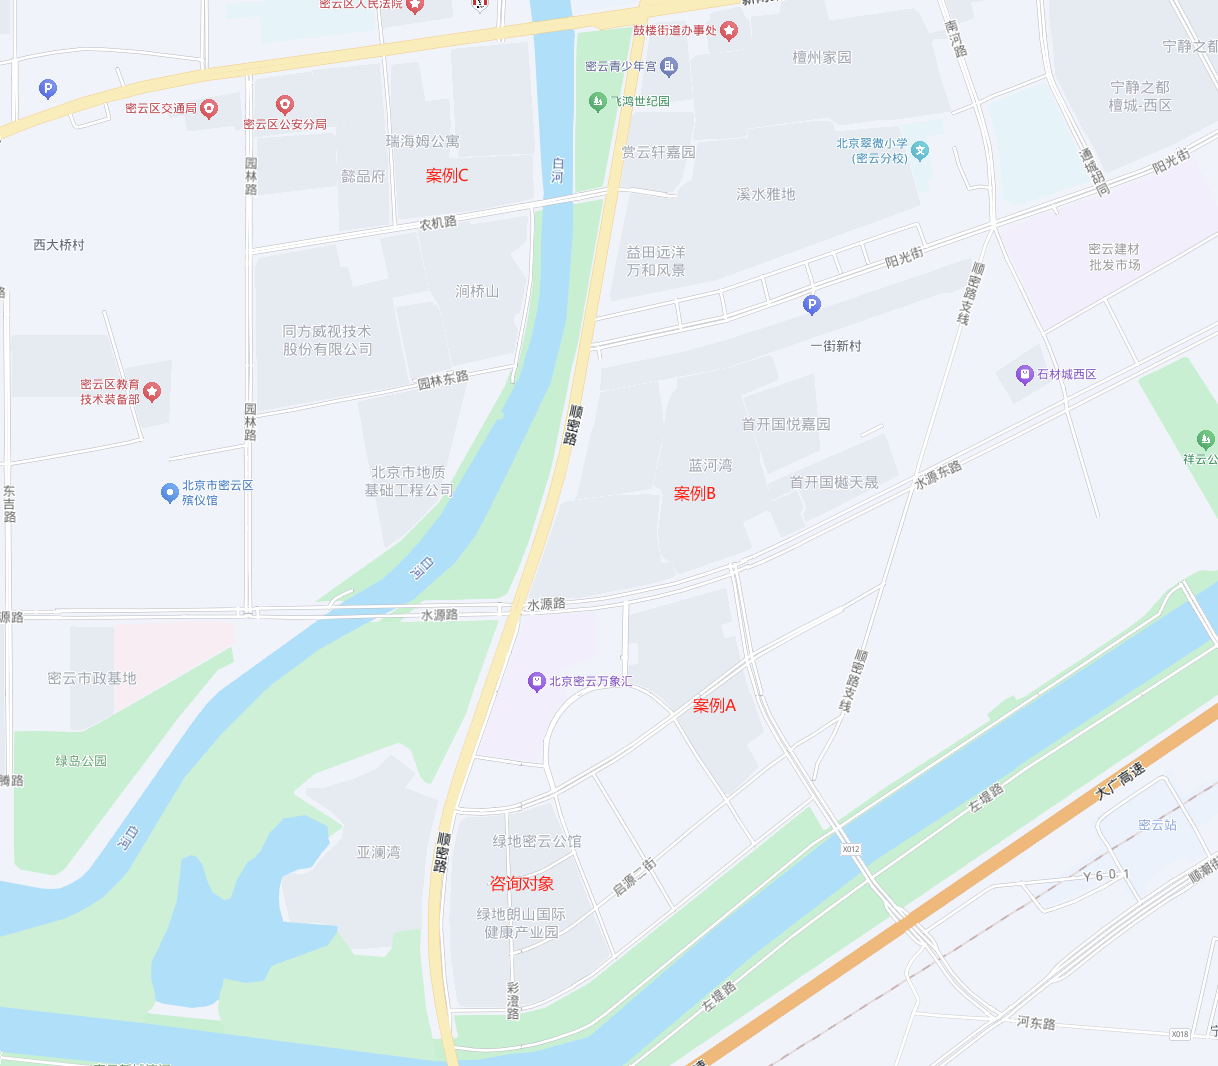 密云区人民法院
新南路
鼓楼街道办事处
南河路
宁静之都
檀州家园
密云青少年宫
宁静之都
檀城-西区
密云区交通局
密云区公安分局
飞鸿世纪园
瑞海姆公寓
赏云轩嘉园
北京翠微小学
(密云分校)
通城胡同
阳光街
园林路
懿品府
案例C
白河
溪水雅地
农机路
西大桥村
益田远洋
万和风景
阳光街
密云建材
批发市场
顺密路支线
涧桥山
同方威视技术
股份有限公司
一街新村
园林东路
密云区教育
技术装备部
石材城西区
园林路
顺密路
首开国悦嘉园
祥云公
蓝河湾
北京市地质
基础工程公司
首开国樾天晟
水源东路
案例B
北京市密云区
殡仪馆
东吉路
白河
源路
水源路
水源路
密云市政基地
北京密云万象汇
顺密路支线
案例A
绿岛公园
腾路
大广高速
左堤路
白河
顺密路
亚澜湾
绿地密云公馆
密云站
X012
启源二街
Y601
顺潮街
咨询对象
绿地朗山国际
健康产业园
彩澄路
左堤路
河东路
X018